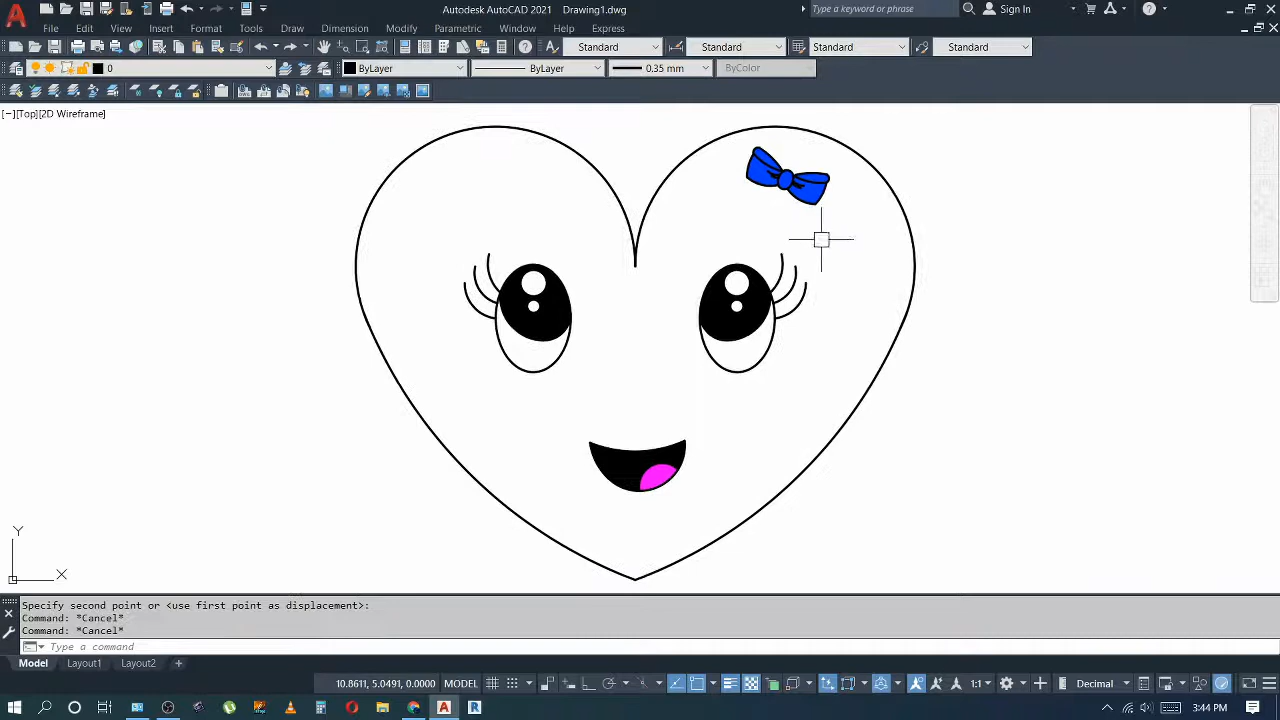 Autodesk AutoCAD 2021 Drawing1.dwg
Type a keyword or phrase
Sign In
File Edit View Insert Format Tools Draw Dimension Modify Parametric Window Help Express
Standard Standard Standard Standard
0 ByLayer ByLayer 0.35 mm ByColor
[−][Top][2D Wireframe]
Y
X
Specify second point or <use first point as displacement>:
Command: *Cancel*
Command: *Cancel*
Type a command
Model Layout1 Layout2 +
10.8611, 5.0491, 0.0000 MODEL 1:1 Decimal
3:44 PM